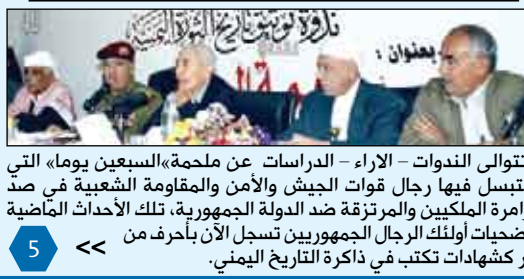 ندوة توثيق تاريخ الثورة اليمنية
بعنوان :
تتوالى الندوات – الاراء – الدراسات عن ملحمة»السبعين يوما» التي
ستبسل فيها رجال قوات الجيش والأمن والمقاومة الشعبية في صد
ؤامرة الملكيين والمرتزقة ضد الدولة الجمهورية، تلك الأحداث الماضية
تضحيات أولئك الرجال الجمهوريين تسجل الآن بأحرف من
ر كشهادات تكتب في ذاكرة التاريخ اليمني.
>> 5